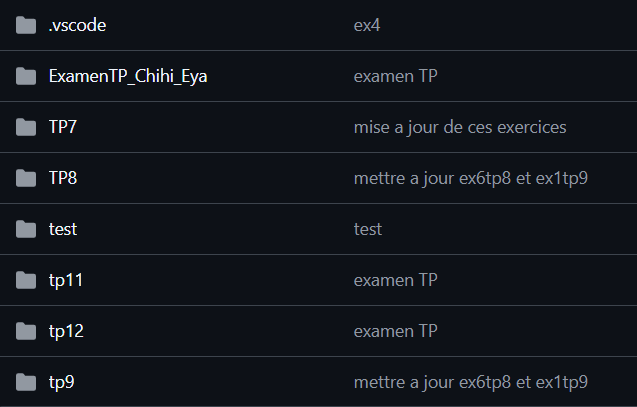 .vscode ex4
ExamenTP_Chihi_Eya examen TP
TP7 mise a jour de ces exercices
TP8 mettre a jour ex6tp8 et ex1tp9
test test
tp11 examen TP
tp12 examen TP
tp9 mettre a jour ex6tp8 et ex1tp9